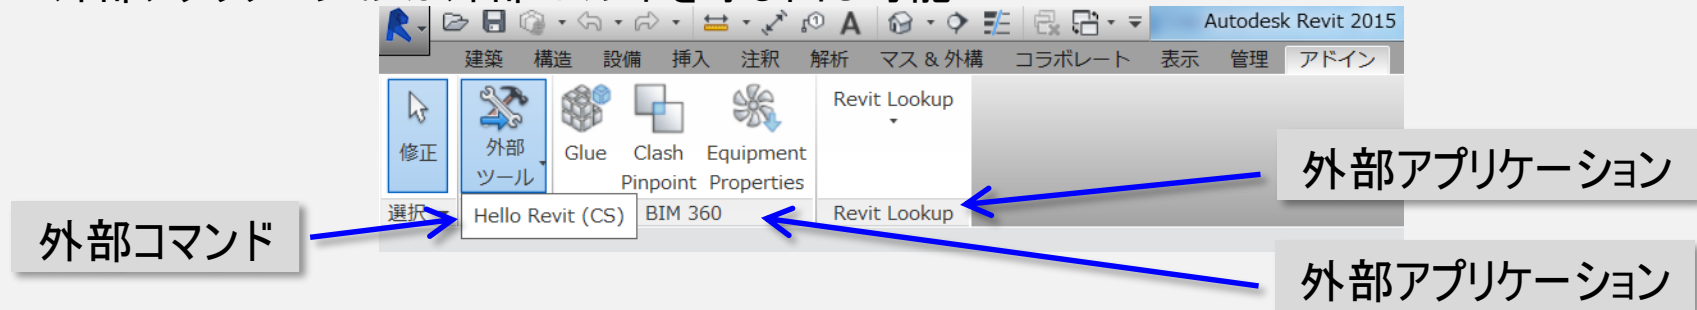 Autodesk Revit 2015
建築 構造 設備 挿入 注釈 解析 マス & 外構 コラボレート 表示 管理 アドイン
修正
外部
ツール
Glue
Clash
Pinpoint
Equipment
Properties
Revit Lookup
選択
Hello Revit (CS)
BIM 360
Revit Lookup
外部コマンド
外部アプリケーション
外部アプリケーション